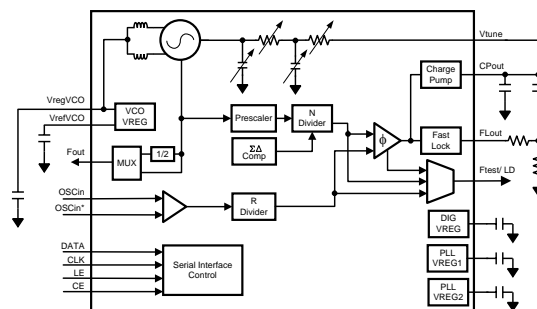 Vtune
Charge
Pump
CPout
VregVCO
VCO
VREG
VrefVCO
Prescaler
N
Divider
ΣΔ
Comp
ϕ
Fast
Lock
FLout
Fout
MUX
1/2
Ftest/ LD
OSCin
OSCin*
R
Divider
DIG
VREG
DATA
CLK
LE
CE
Serial Interface
Control
PLL
VREG1
PLL
VREG2